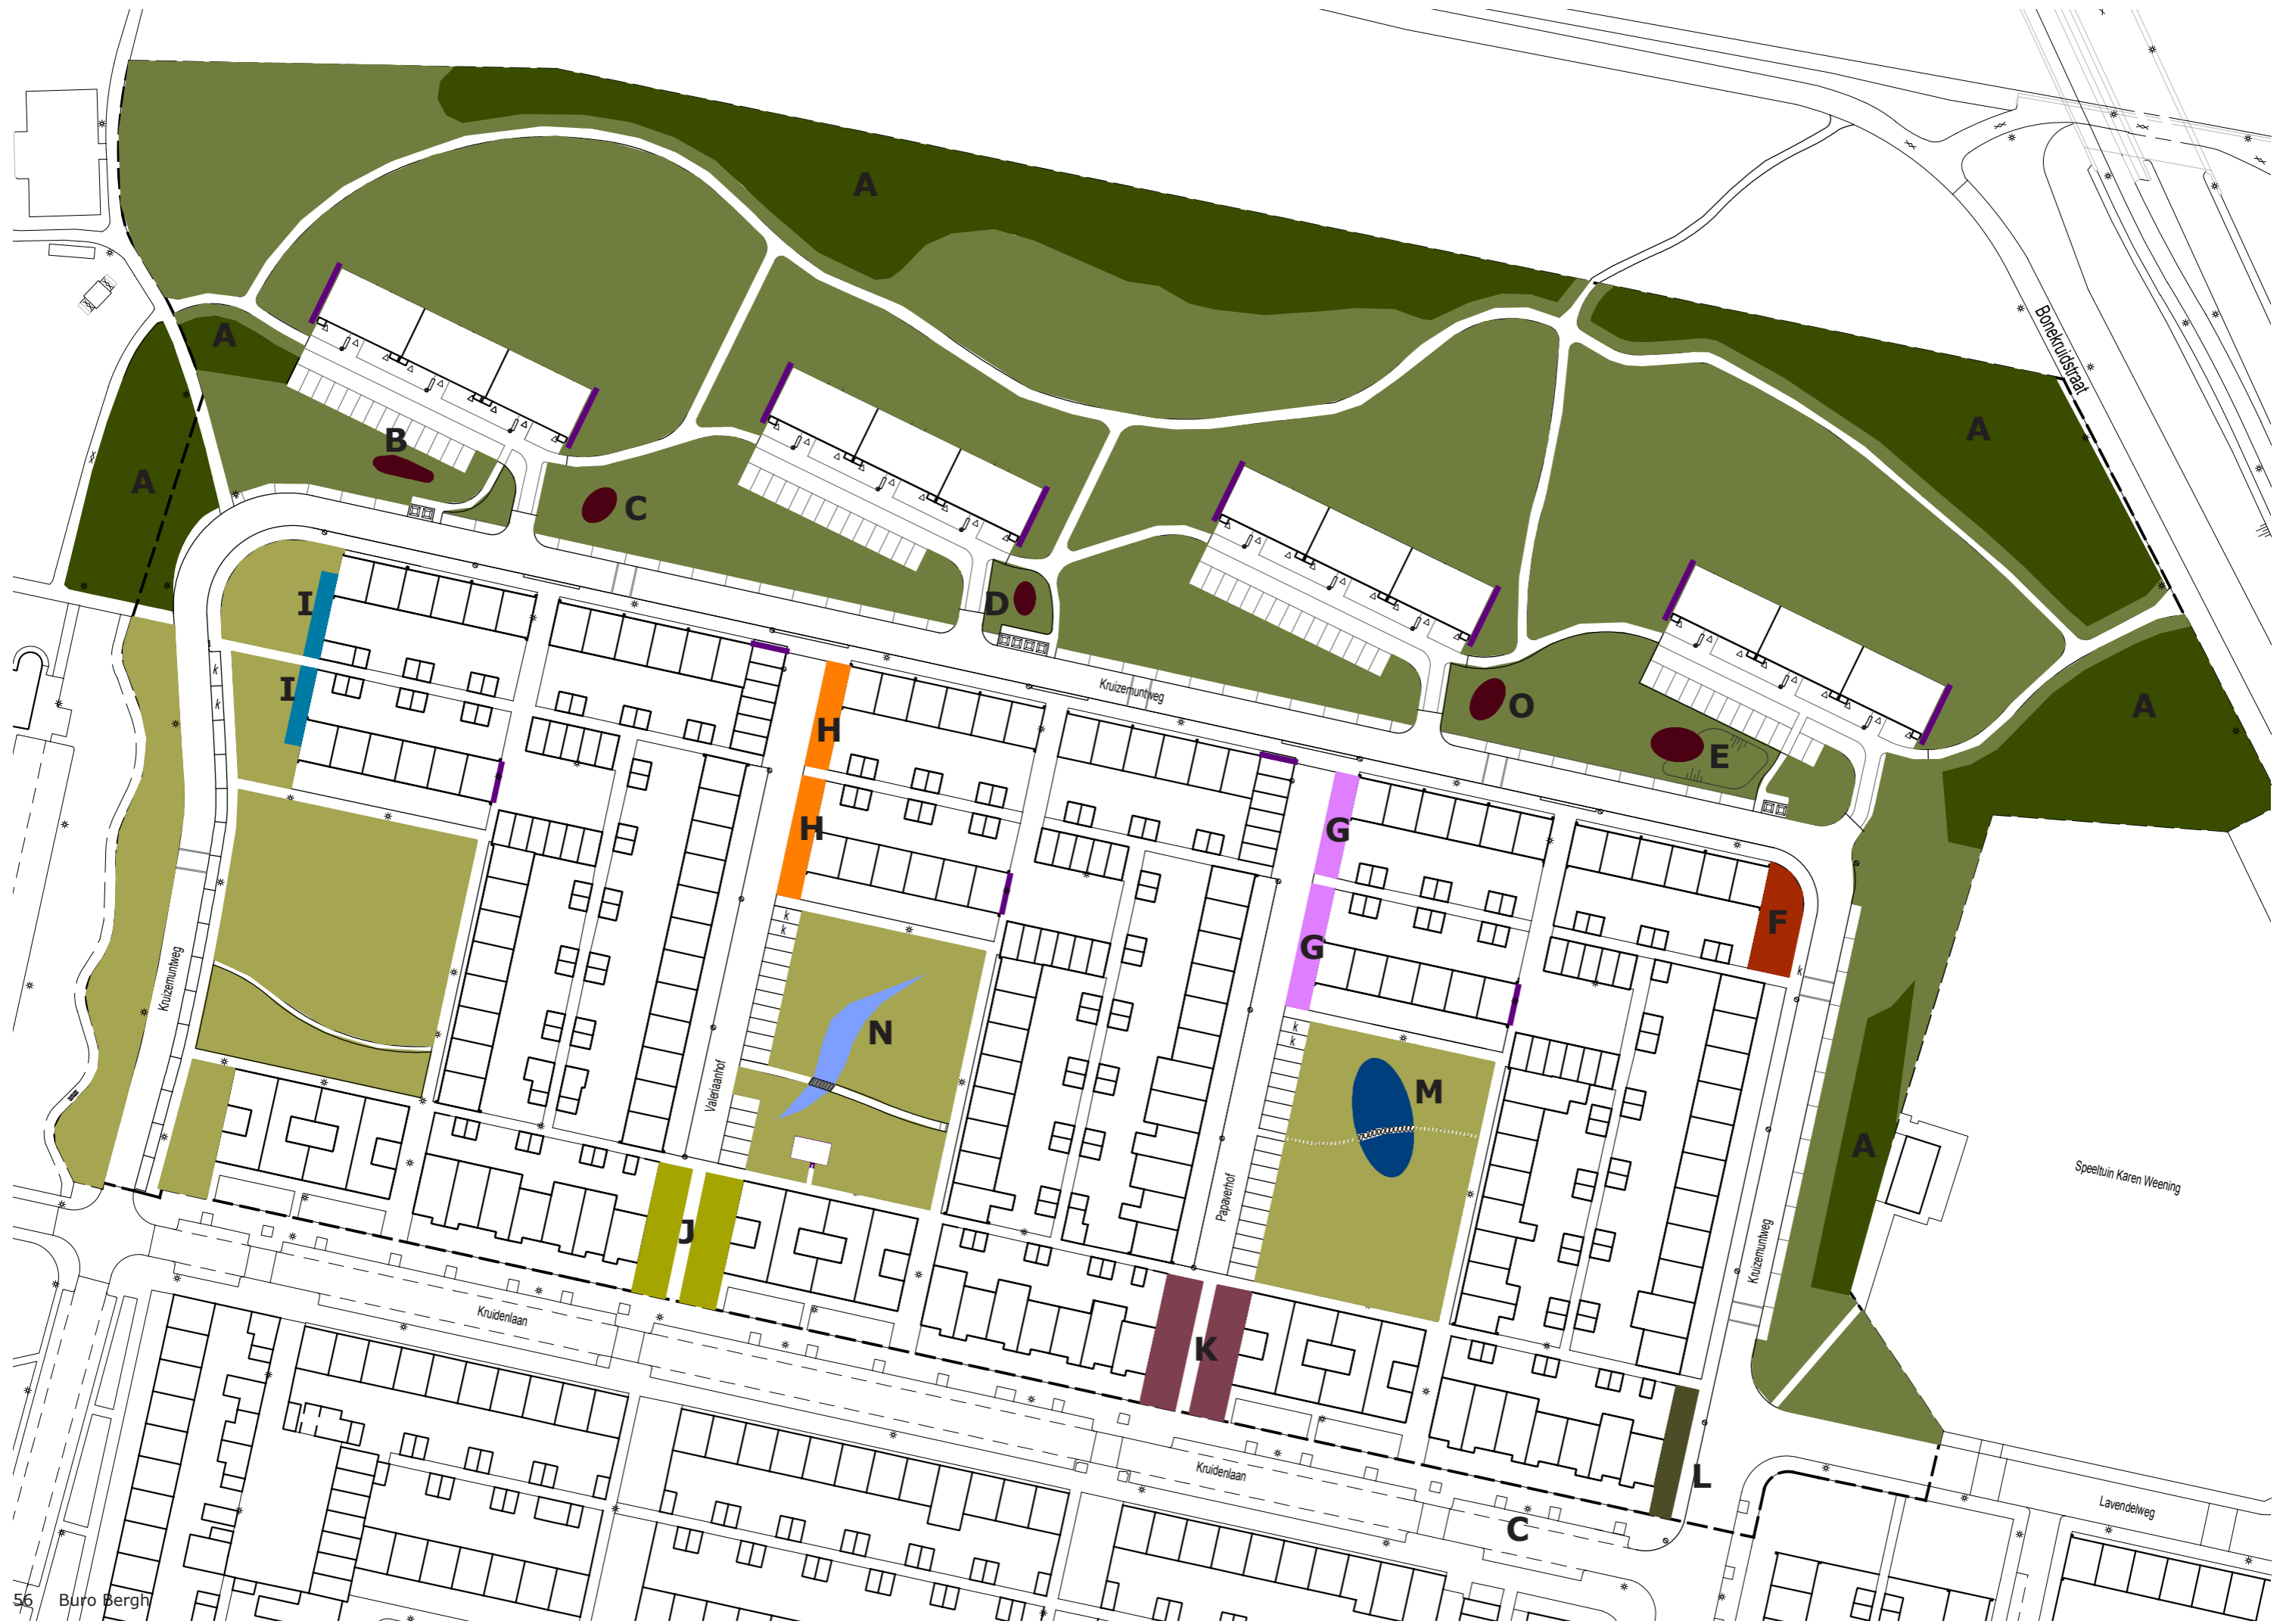 A
Bonekruidstraat
A
A
B
A
C
D
I
Kruizemuntweg
A
I
H
O
E
k
k
G
H
F
k
G
k
k
Kruizemuntweg
N
k
k
Valeriaanhof
M
A
Speeltuin Karen Weening
Papaverhof
J
Kruizemuntweg
Kruidenlaan
K
Kruidenlaan
L
Lavendelweg
C
56 Buro Bergh